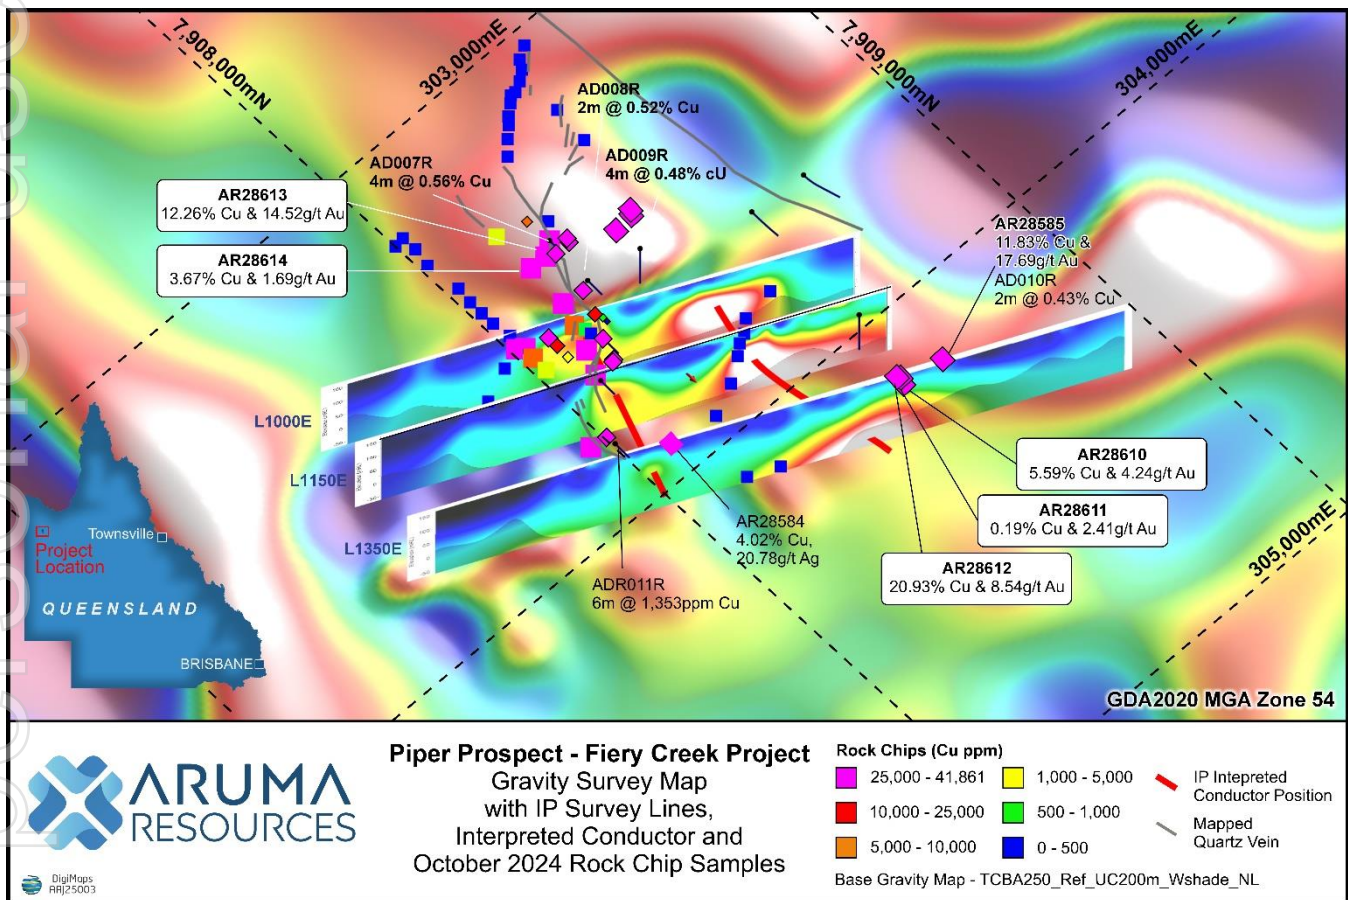 7,908,000mN
303,000mE
7,909,000mN
304,000mE
AD008R
2m @ 0.52% Cu
AD007R
4m @ 0.56% Cu
AD009R
4m @ 0.48% cU
AR28613
12.26% Cu & 14.52g/t Au
AR28614
3.67% Cu & 1.69g/t Au
AR28585
11.83% Cu &
17.69g/t Au
AD010R
2m @ 0.43% Cu
L1000E
L1150E
L1350E
AR28610
5.59% Cu & 4.24g/t Au
AR28611
0.19% Cu & 2.41g/t Au
AR28612
20.93% Cu & 8.54g/t Au
AR28584
4.02% Cu,
20.78g/t Ag
ADR011R
6m @ 1,353ppm Cu
305,000mE
Townsville
Project
Location
QUEENSLAND
BRISBANE
GDA2020 MGA Zone 54
ARUMA
RESOURCES
DigiMaps
ARJ25003
Piper Prospect - Fiery Creek Project
Gravity Survey Map
with IP Survey Lines,
Interpreted Conductor and
October 2024 Rock Chip Samples
Rock Chips (Cu ppm)
25,000 - 41,861
10,000 - 25,000
5,000 - 10,000
1,000 - 5,000
500 - 1,000
0 - 500
IP Intepreted
Conductor Position
Mapped
Quartz Vein
Base Gravity Map - TCBA250_Ref_UC200m_Wshade_NL